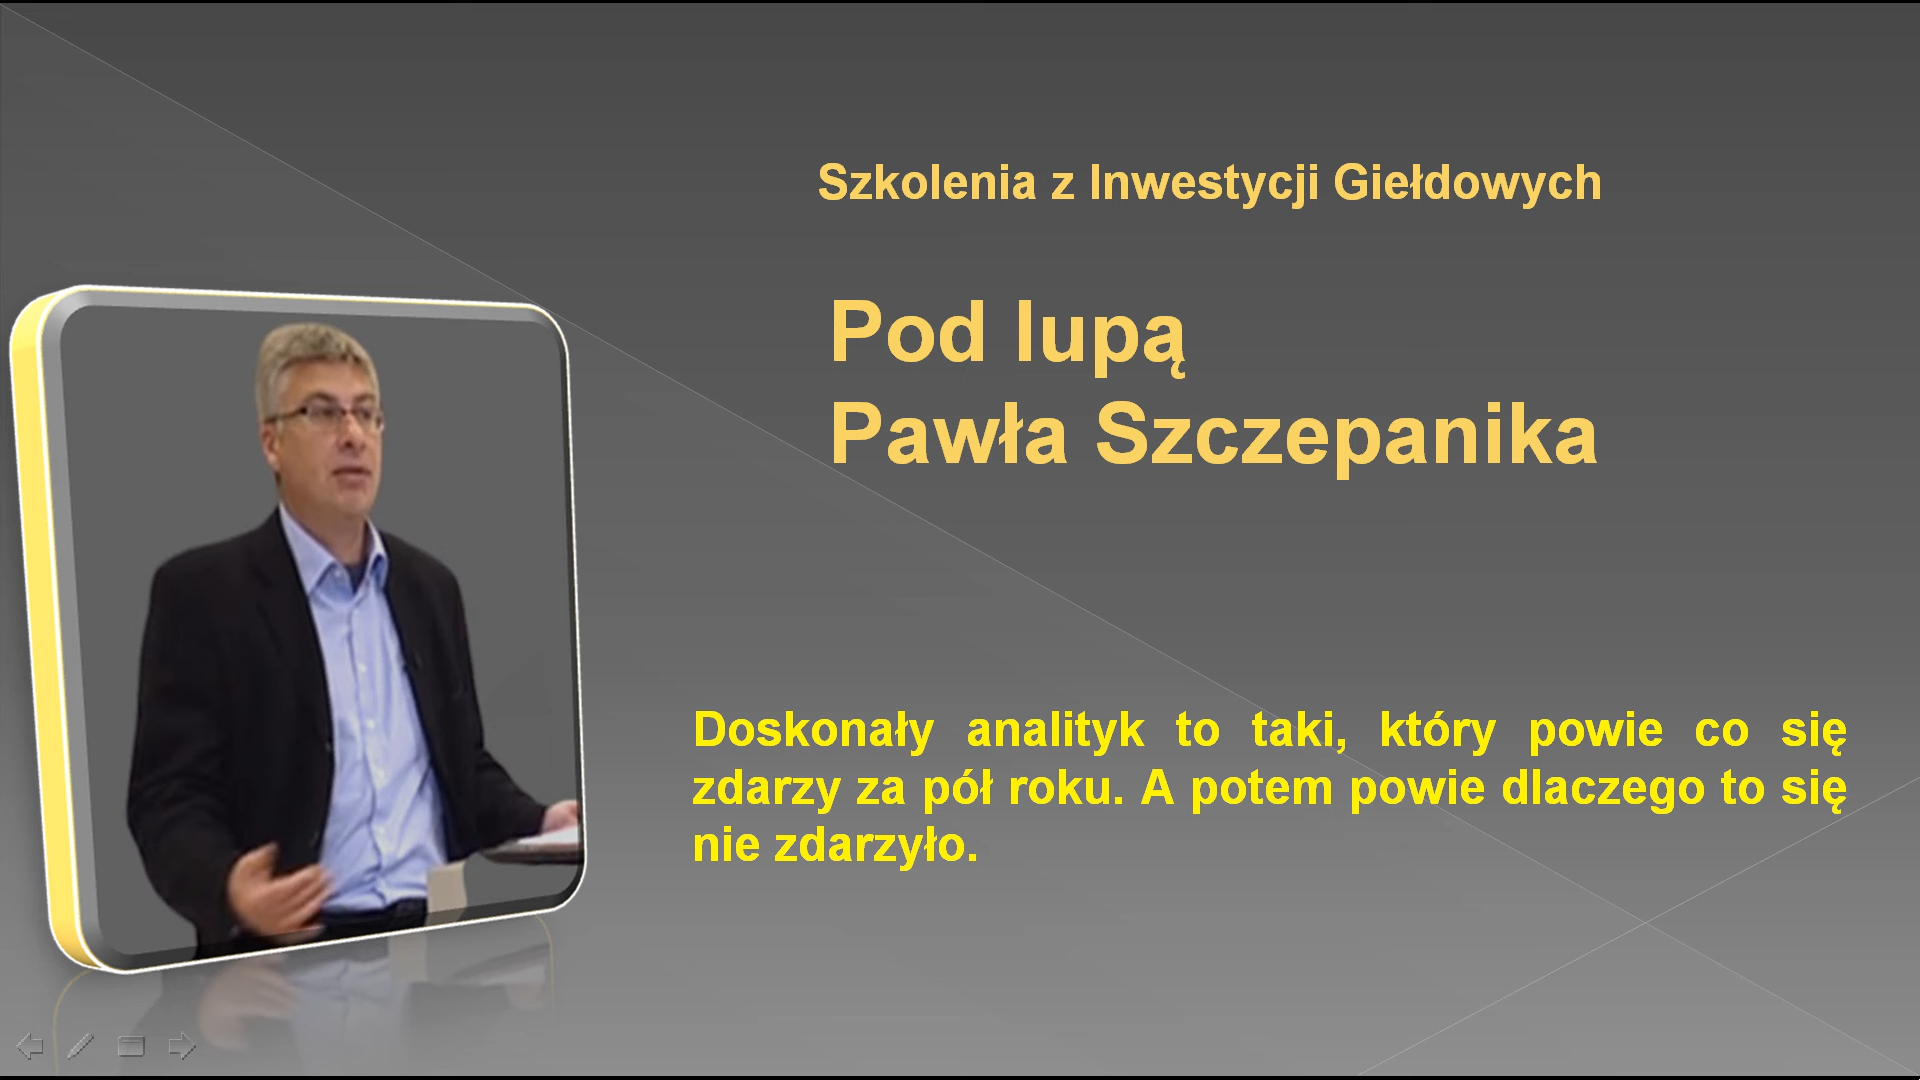 Szkolenia z Inwestycji Giełdowych
Pod lupą
Pawła Szczepanika
Doskonały analityk to taki, który powie co się
zdarzy za pół roku. A potem powie dlaczego to się
nie zdarzyło.